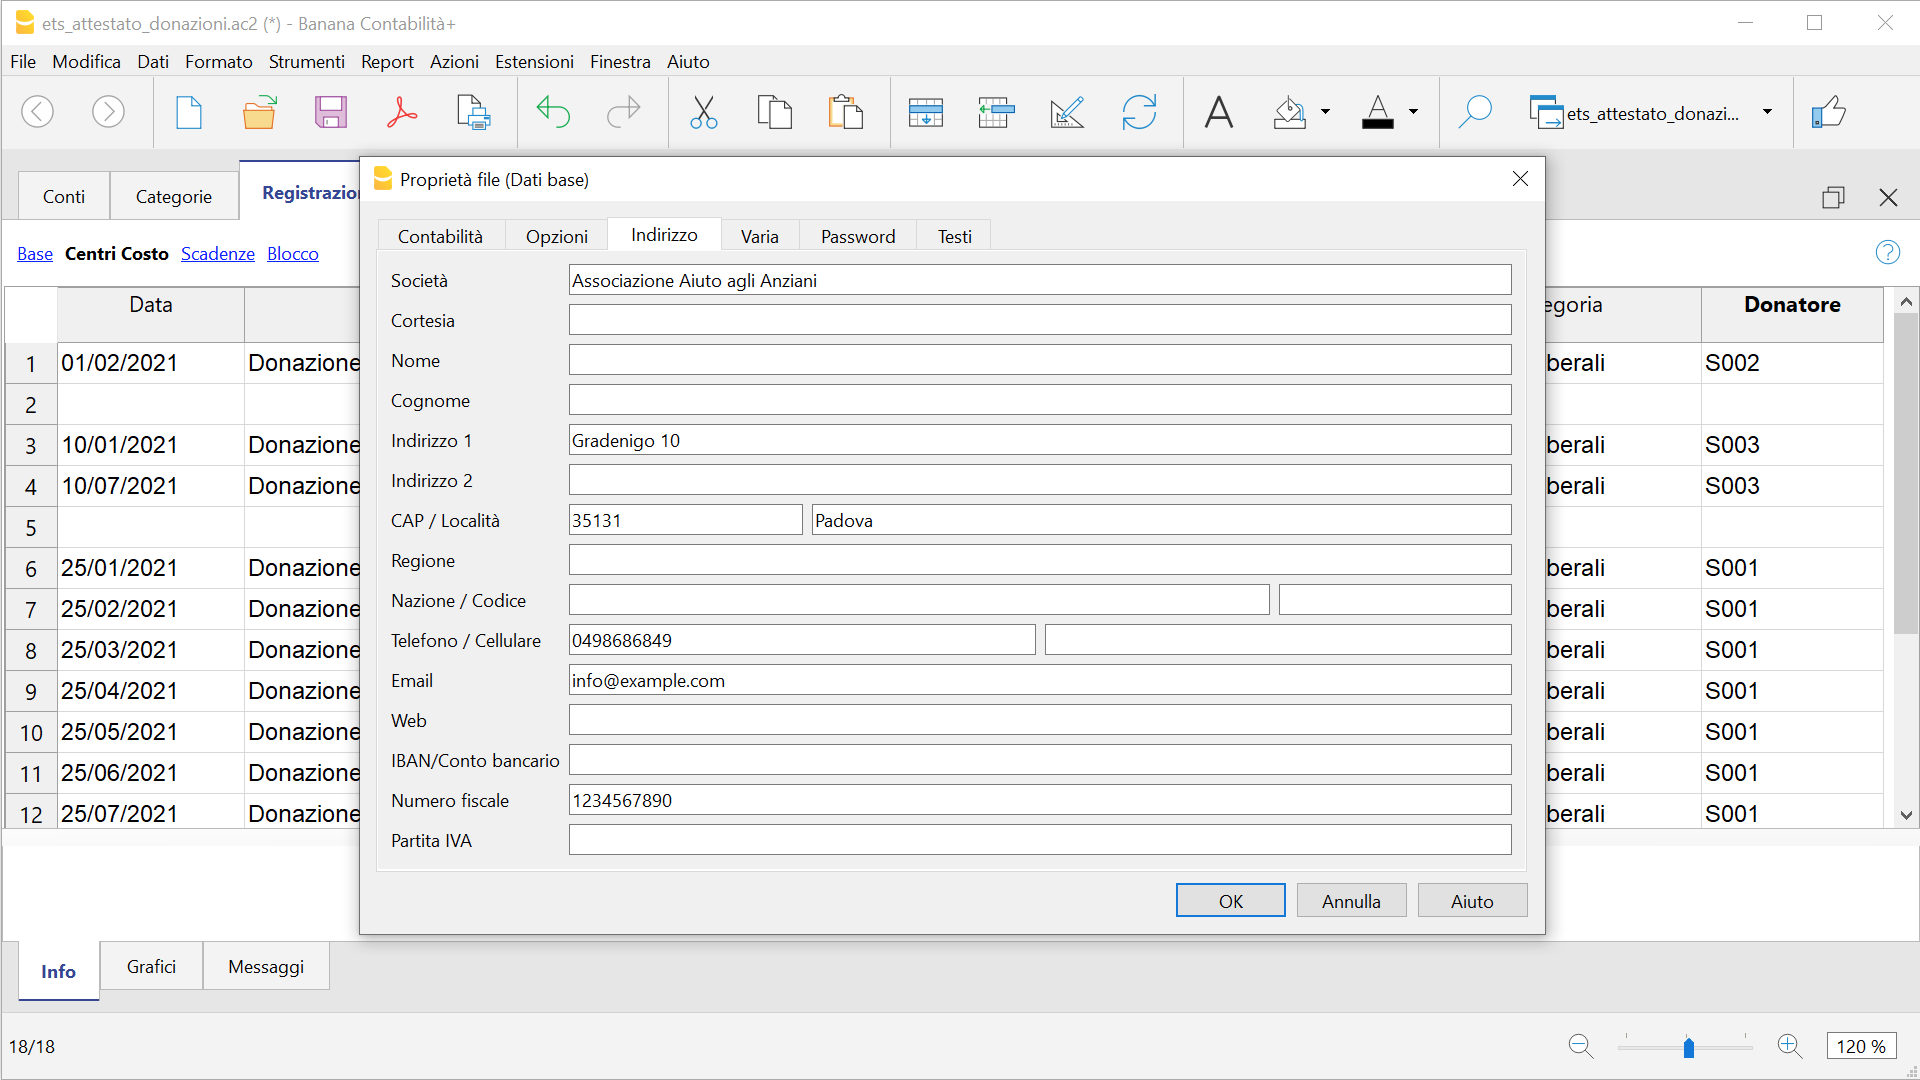 ets_attestato_donazioni.ac2 (*) - Banana Contabilità+
File Modifica Dati Formato Strumenti Report Azioni Estensioni Finestra Aiuto
ets_attestato_donazi...
Conti Categorie Registrazio
Base Centri Costo Scadenze Blocco
Data egoria Donatore
1 01/02/2021 Donazione berali S002
2
3 10/01/2021 Donazione berali S003
4 10/07/2021 Donazione berali S003
5
6 25/01/2021 Donazione berali S001
7 25/02/2021 Donazione berali S001
8 25/03/2021 Donazione berali S001
9 25/04/2021 Donazione berali S001
10 25/05/2021 Donazione berali S001
11 25/06/2021 Donazione berali S001
12 25/07/2021 Donazione berali S001
Proprietà file (Dati base)
Contabilità Opzioni Indirizzo Varia Password Testi
Società Associazione Aiuto agli Anziani
Cortesia
Nome
Cognome
Indirizzo 1 Gradenigo 10
Indirizzo 2
CAP / Località 35131 Padova
Regione
Nazione / Codice
Telefono / Cellulare 0498686849
Email info@example.com
Web
IBAN/Conto bancario
Numero fiscale 1234567890
Partita IVA
OK Annulla Aiuto
Info Grafici Messaggi
18/18 120 %